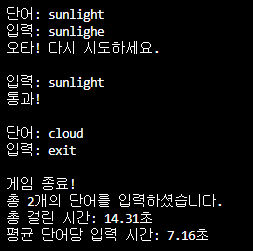 단어: sunlight
입력: sunlighe
오타! 다시 시도하세요.
입력: sunlight
통과!
단어: cloud
입력: exit
게임 종료!
총 2개의 단어를 입력하셨습니다.
총 걸린 시간: 14.31초
평균 단어당 입력 시간: 7.16초